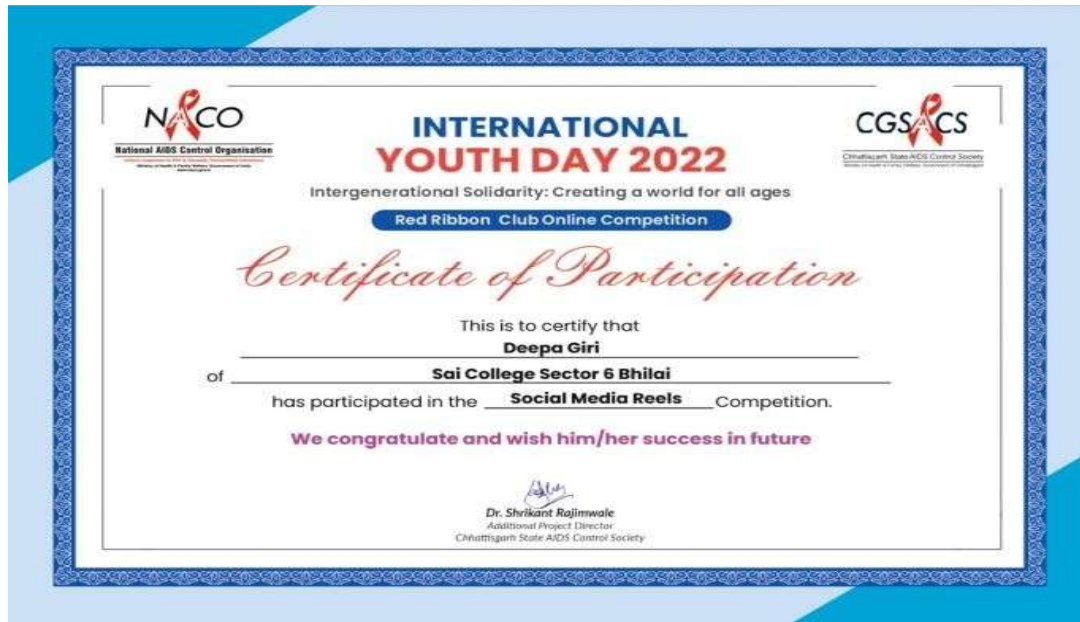 NACO
National AIDS Control Organisation
CGSACS
Chhattisgarh State AIDS Control Society
INTERNATIONAL
YOUTH DAY 2022
Intergenerational Solidarity: Creating a world for all ages
Red Ribbon Club Online Competition
Certificate of Participation
This is to certify that
Deepa Giri
of Sai College Sector 6 Bhilai
has participated in the Social Media Reels Competition.
We congratulate and wish him/her success in future
Dr. Shrikant Rajimwale
Additional Project Director
Chhattisgarh State AIDS Control Society